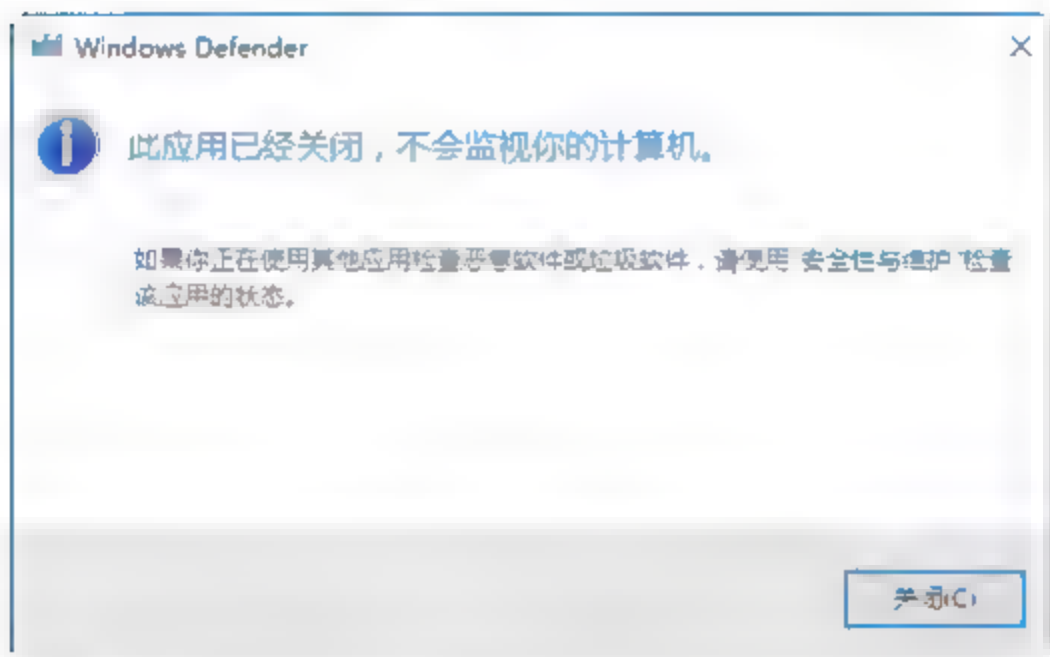 Windows Defender
此应用已经关闭，不会监视你的计算机。
如果你正在使用其他应用检查恶意软件或垃圾软件，请使用 安全性与维护 检查
该应用的状态。
关闭(C)